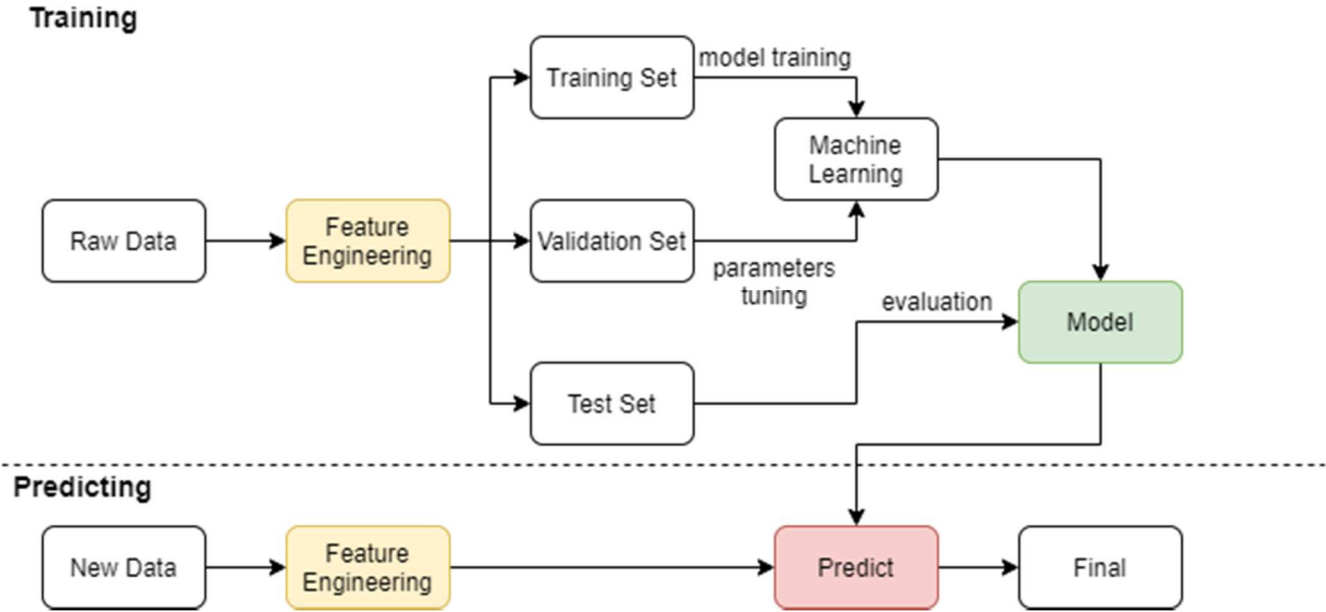 Training
Training Set
model training
Machine
Learning
Raw Data
Feature
Engineering
Validation Set
parameters
tuning
evaluation
Model
Test Set
Predicting
New Data
Feature
Engineering
Predict
Final